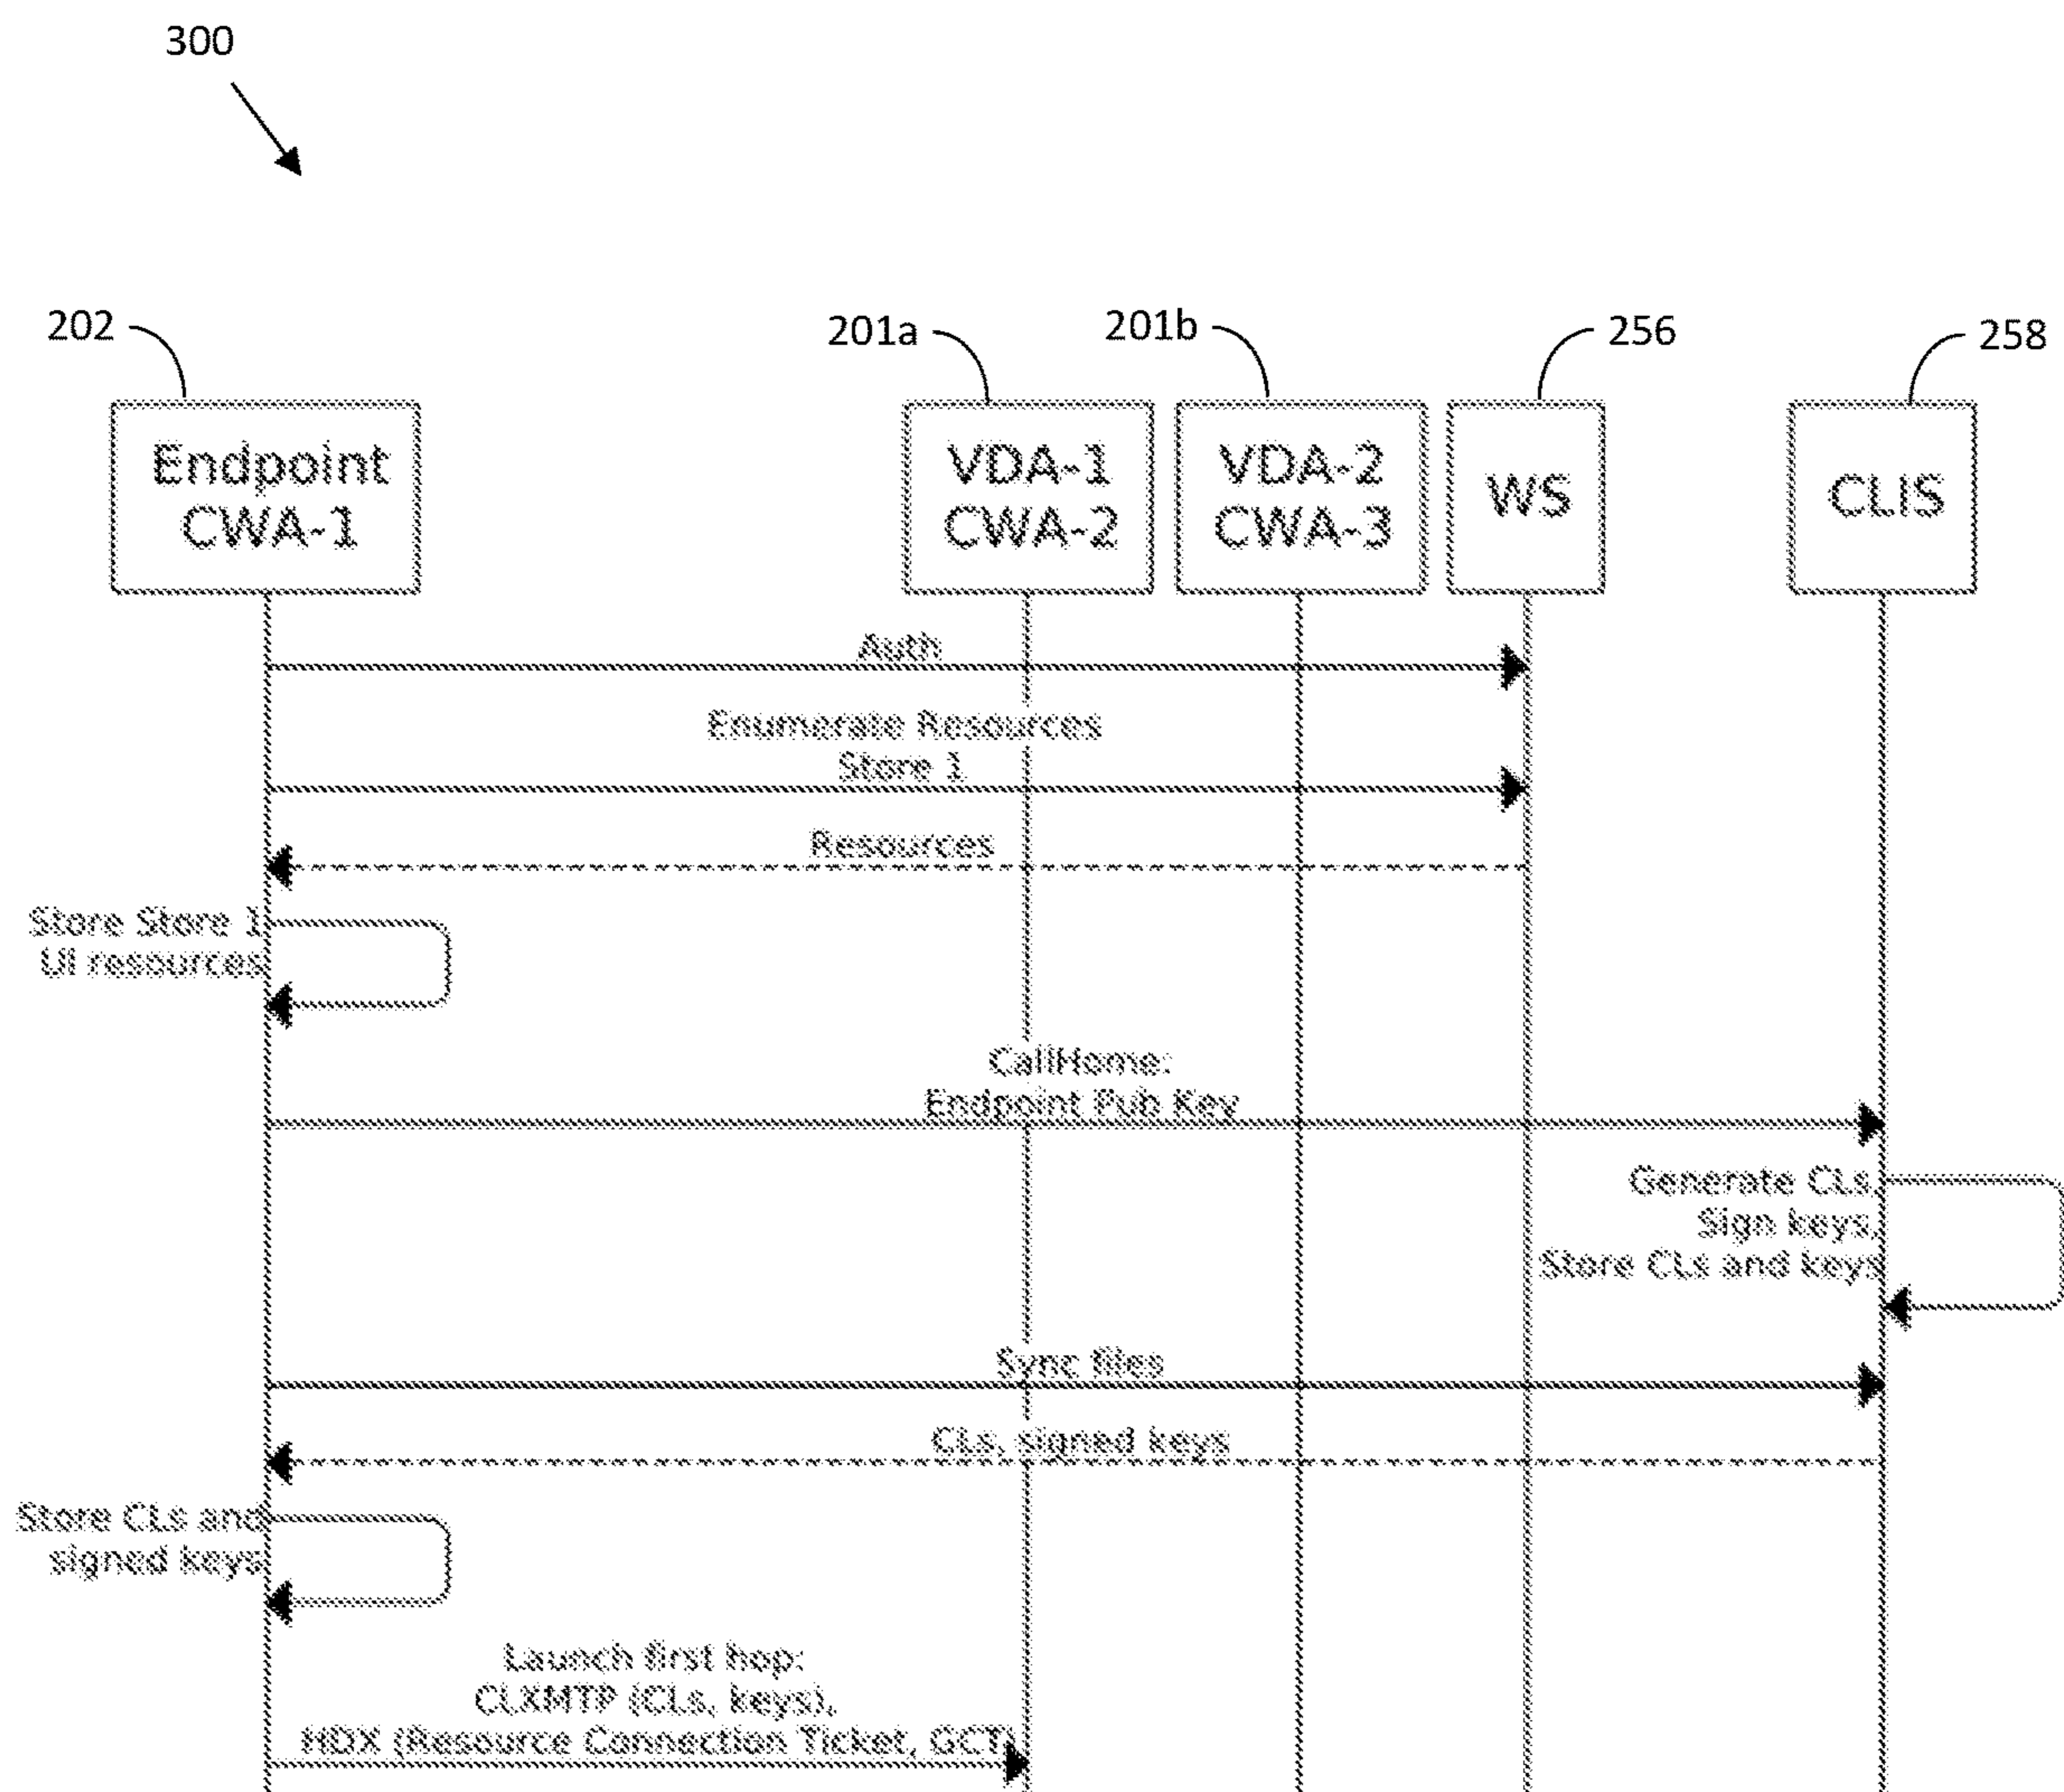 300
202
201a
201b
256
258
Endpoint
CWA-1
VDA-1
CWA-2
VDA-2
CWA-3
WS
CLIS
Auth
Enumerate Resources
Store 1
Resources
Store Store 1
UI resources
CallHome:
Endpoint Pub Key
Generate CLs,
Sign keys,
Store CLs and keys
Sync files
CLs, signed keys
Store CLs and
signed keys
Launch first hop:
CLXMTP (CLs, keys),
HDX (Resource Connection Ticket, GCT)